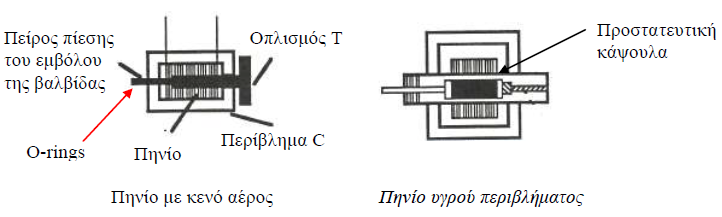 Πείρος πίεσης
του εμβόλου
της βαλβίδας
Οπλισμός Τ
Προστατευτική
κάψουλα
O-rings
Πηνίο
Περίβλημα C
Πηνίο με κενό αέρος
Πηνίο υγρού περιβλήματος